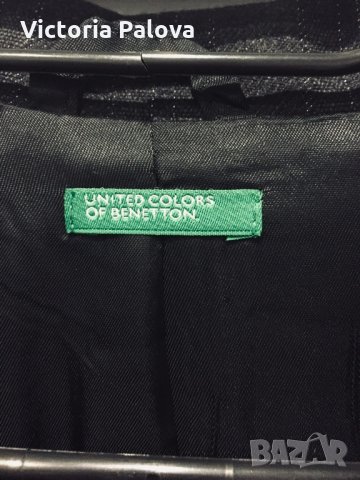 Victoria Palova
UNITED COLORS
OF BENETTON.
BAZAR